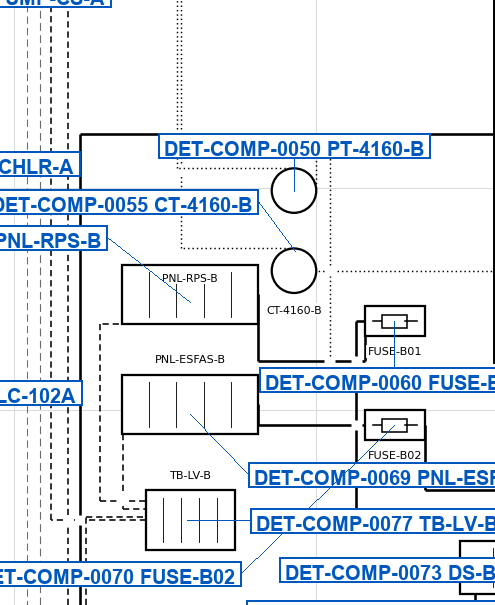 DET-COMP-0050 PT-4160-B
CHLR-A
DET-COMP-0055 CT-4160-B
PNL-RPS-B
PNL-RPS-B
CT-4160-B
FUSE-B01
PNL-ESFAS-B
DET-COMP-0060 FUSE-B
LC-102A
FUSE-B02
DET-COMP-0069 PNL-ESF
TB-LV-B
DET-COMP-0077 TB-LV-B
DET-COMP-0070 FUSE-B02
DET-COMP-0073 DS-B